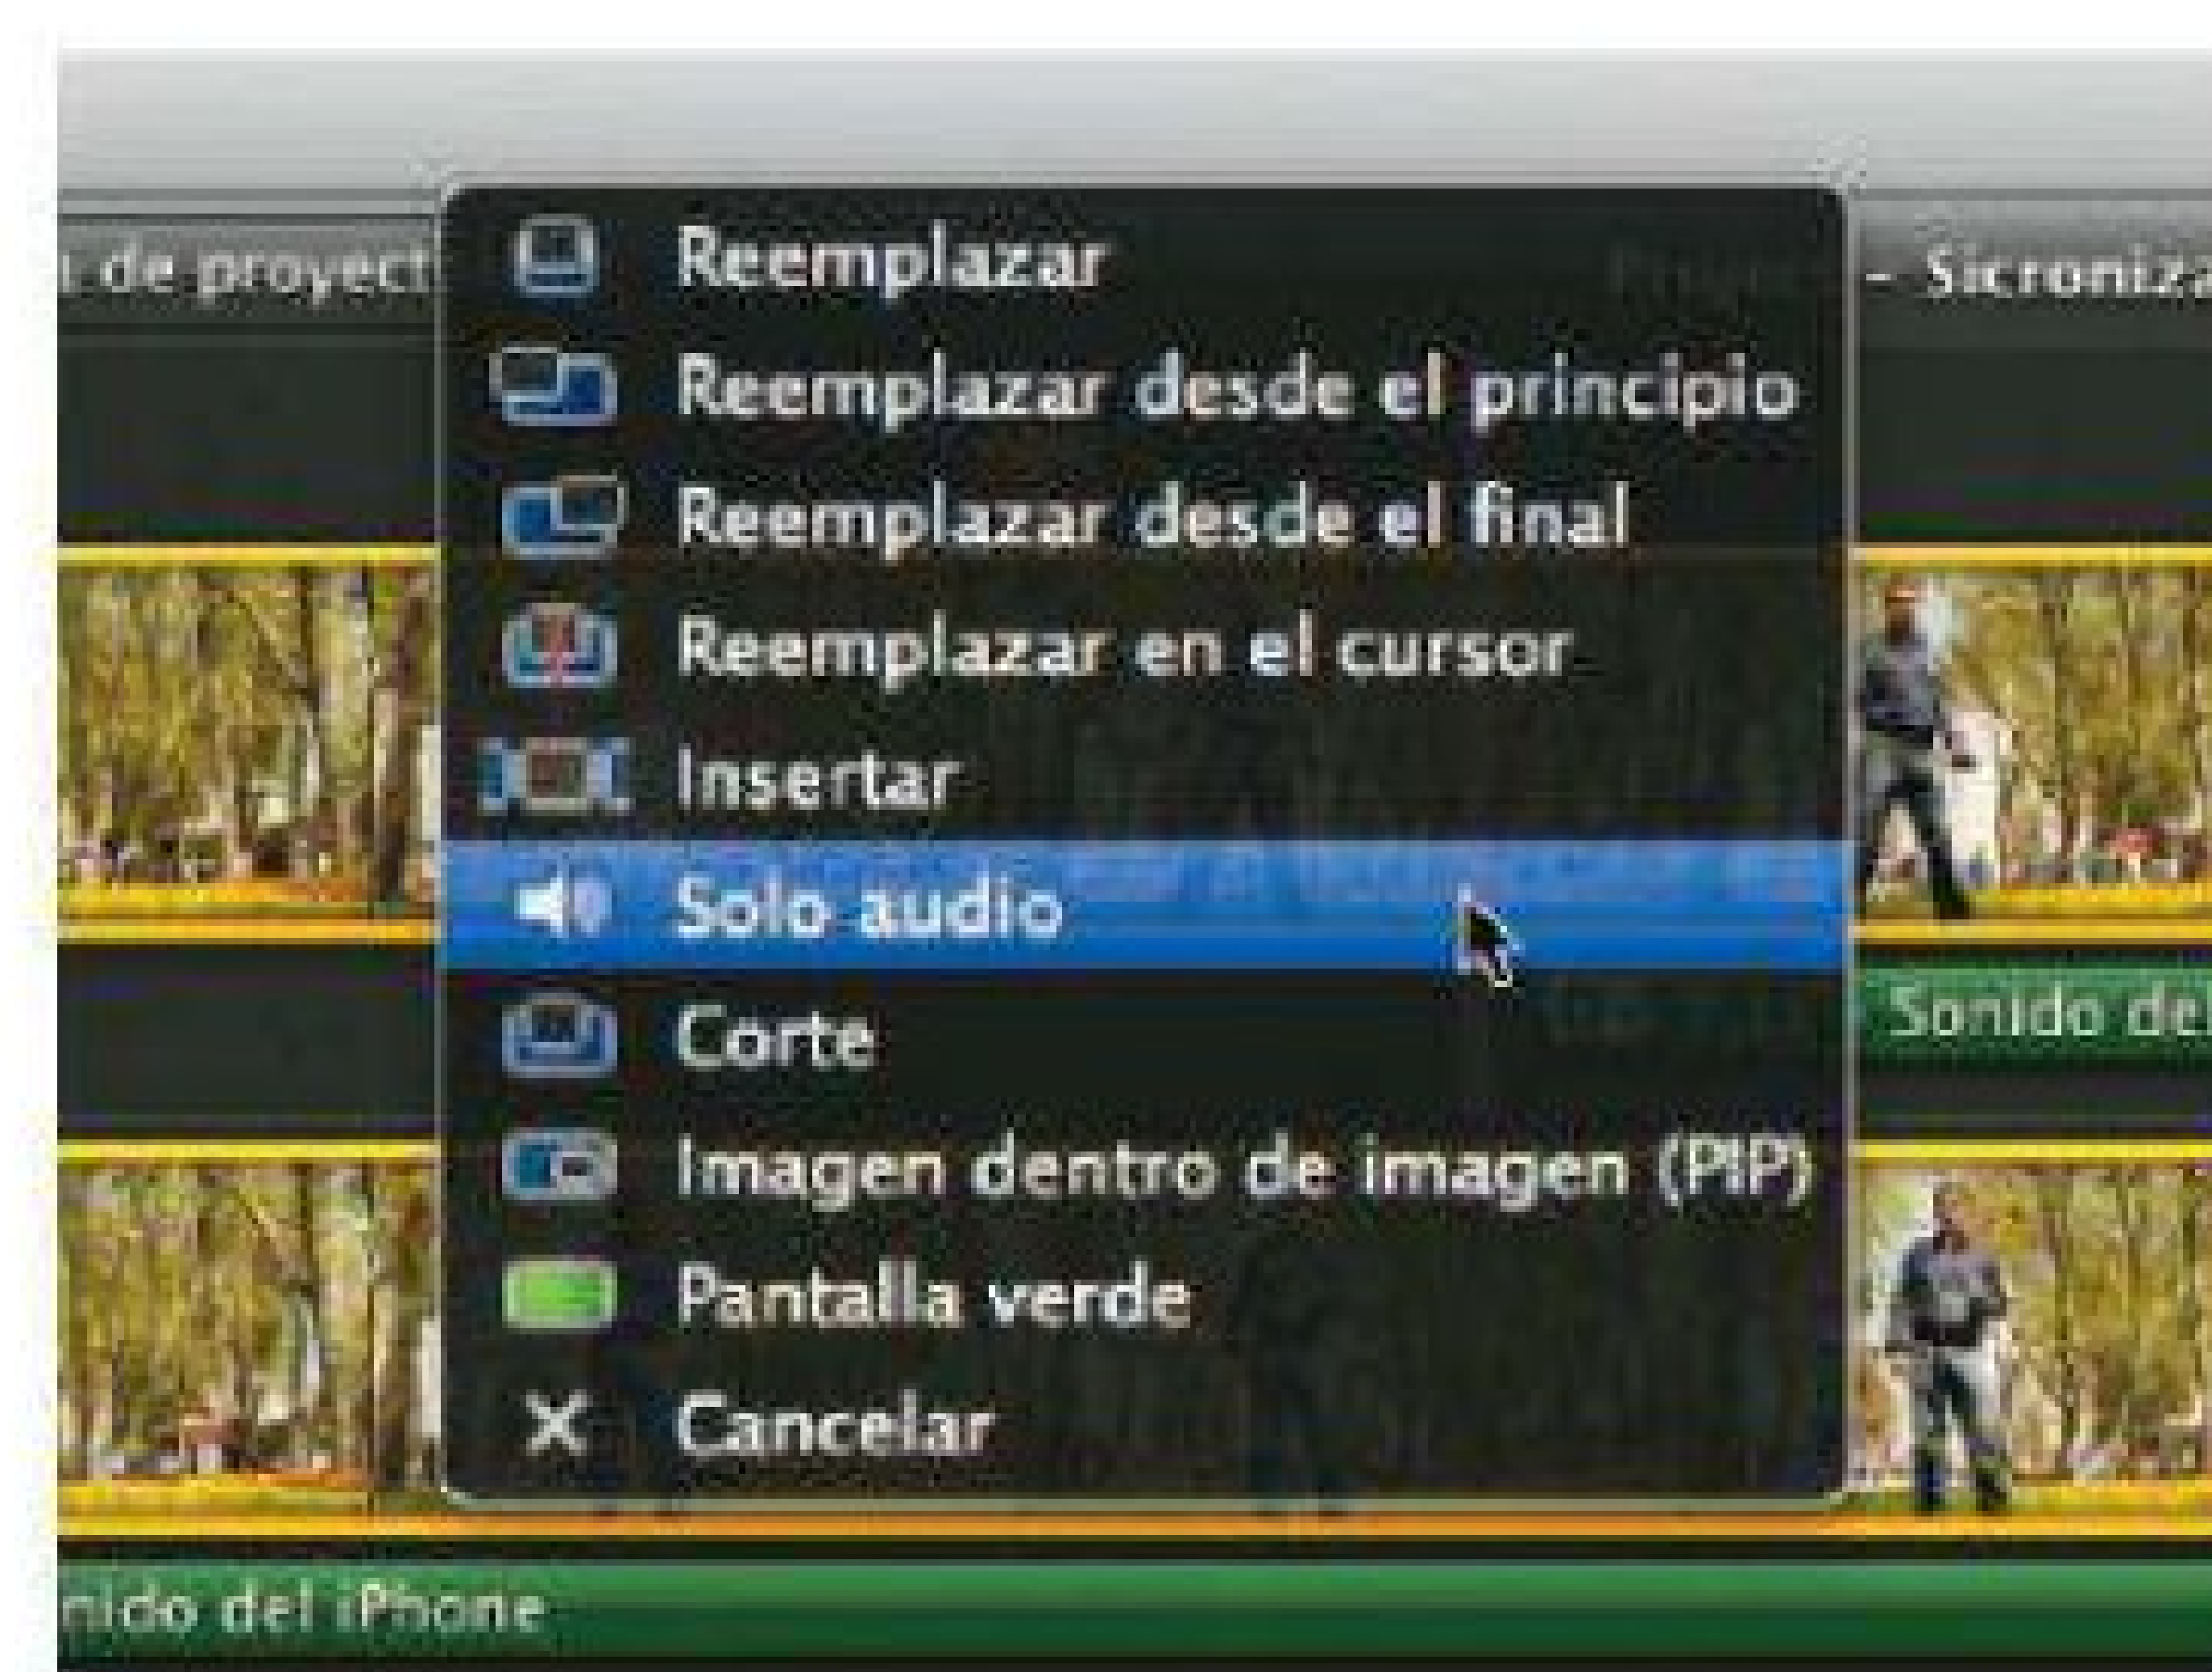 de proyect
- Sicroniza
Reemplazar
Reemplazar desde el principio
Reemplazar desde el final
Reemplazar en el cursor
Insertar
Solo audio
Sonido de
Corte
Imagen dentro de imagen (PIP)
Pantalla verde
Cancelar
nido del iPhone